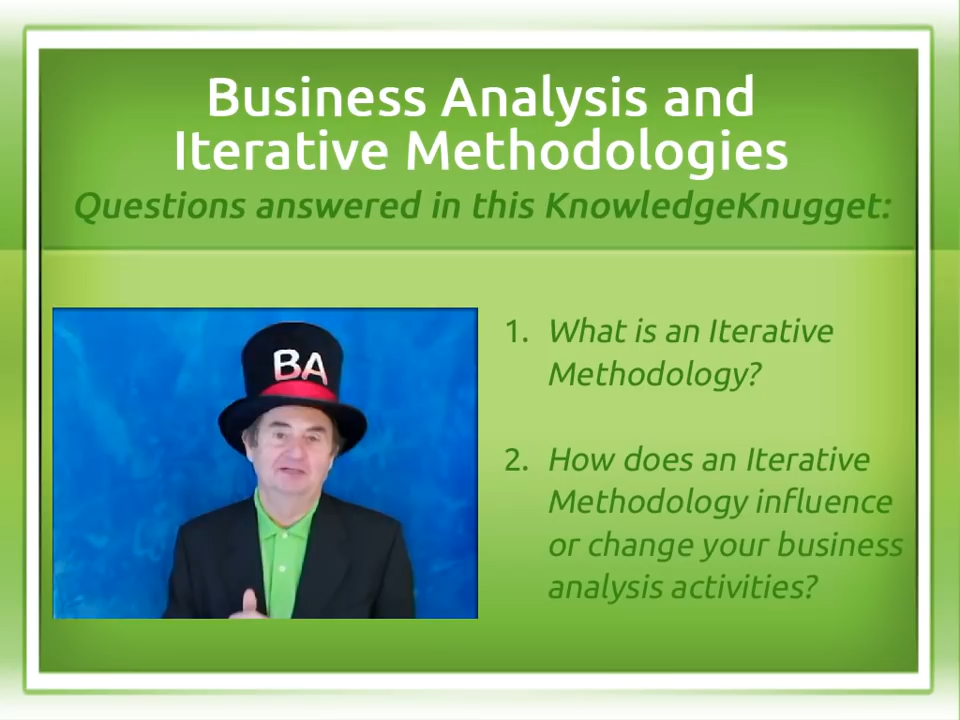 Business Analysis and
Iterative Methodologies
Questions answered in this KnowledgeKnugget:
BA
1. What is an Iterative
Methodology?
2. How does an Iterative
Methodology influence
or change your business
analysis activities?